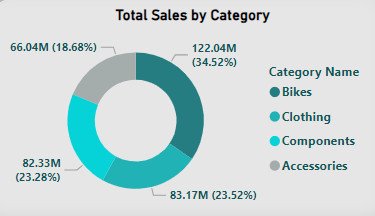 Total Sales by Category
66.04M (18.68%)
122.04M
(34.52%)
Category Name
Bikes
Clothing
Components
Accessories
82.33M
(23.28%)
83.17M (23.52%)